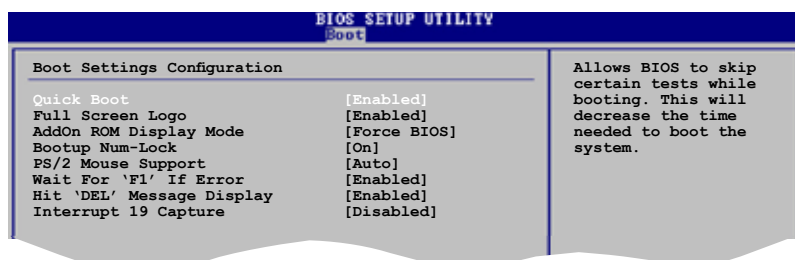 BIOS SETUP UTILITY
Boot
Boot Settings Configuration
Quick Boot [Enabled]
Full Screen Logo [Enabled]
AddOn ROM Display Mode [Force BIOS]
Bootup Num-Lock [On]
PS/2 Mouse Support [Auto]
Wait For ‘F1’ If Error [Enabled]
Hit ‘DEL’ Message Display [Enabled]
Interrupt 19 Capture [Disabled]
Allows BIOS to skip
certain tests while
booting. This will
decrease the time
needed to boot the
system.